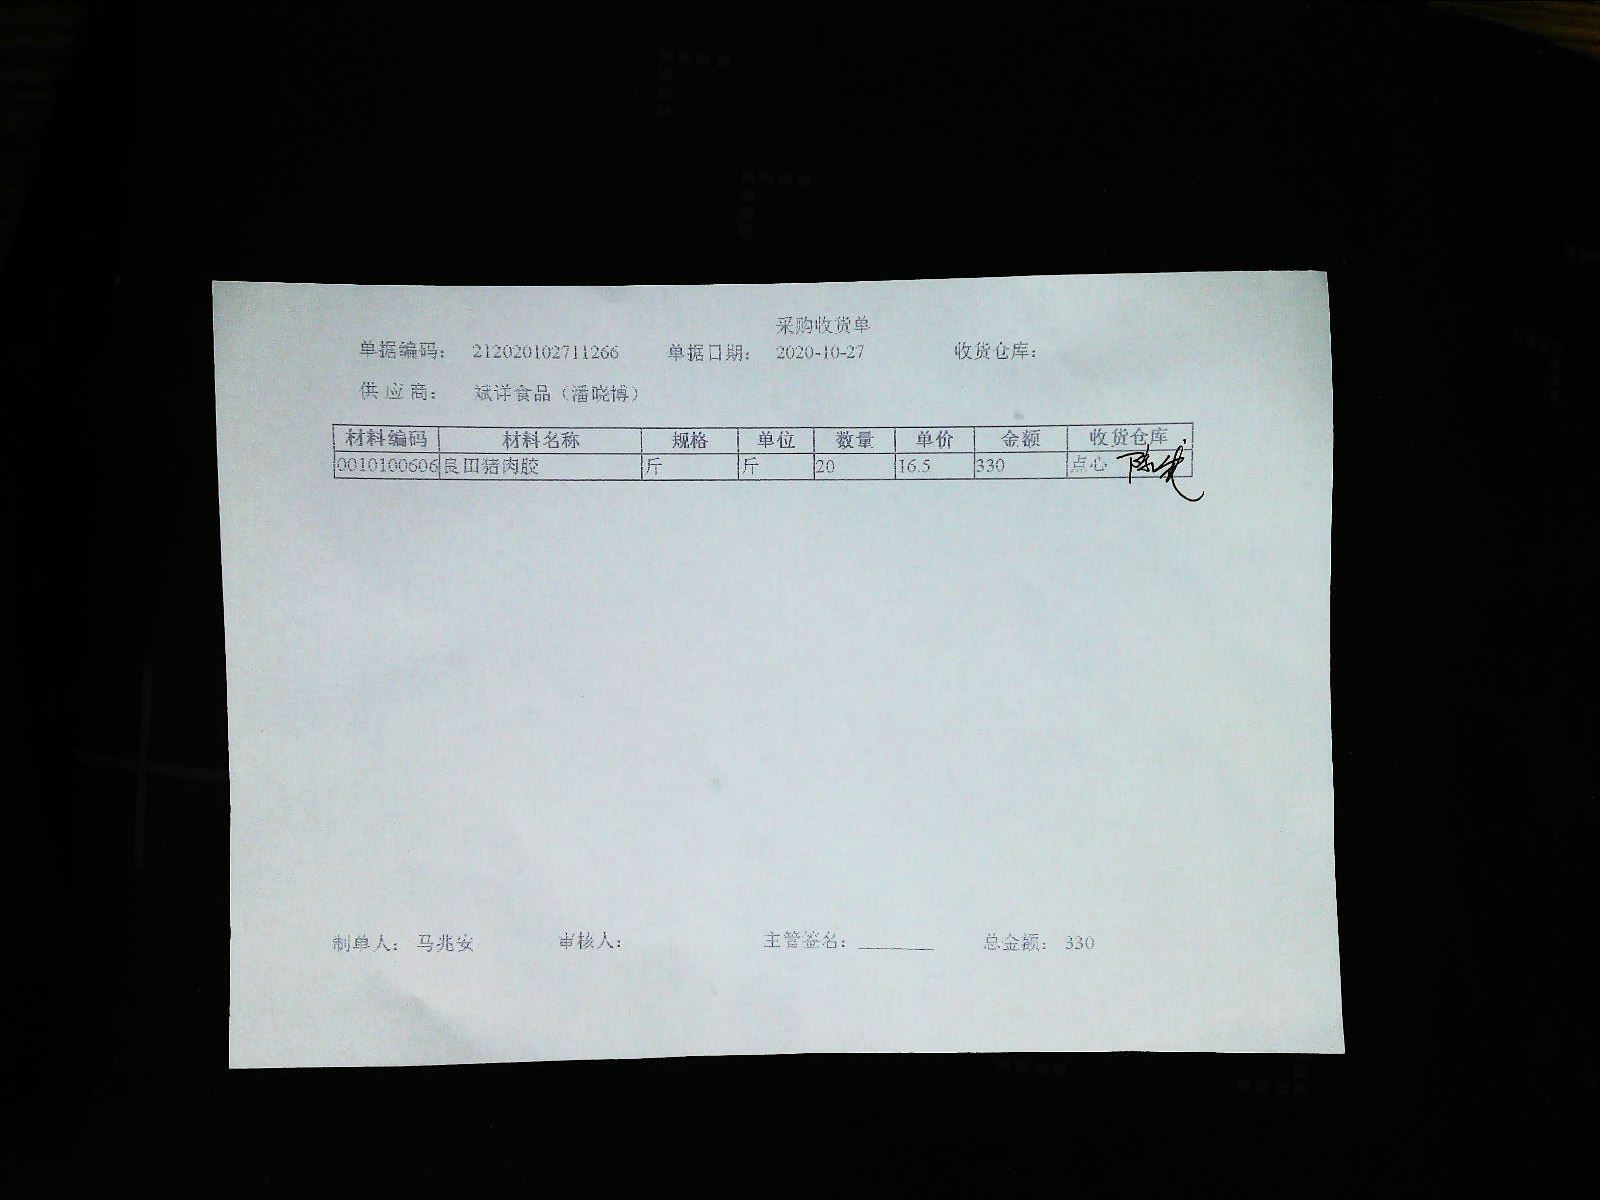 采购收货单
单据编码： 212020102711266 单据日期： 2020-10-27 收货仓库：
供应商： 斌详食品（潘晓博）
材料编码 材料名称 规格 单位 数量 单价 金额 收货仓库
0010100606 良田猪肉胶 斤 斤 20 16.5 330 点心
制单人： 马兆安 审核人： 主管签名：________ 总金额： 330